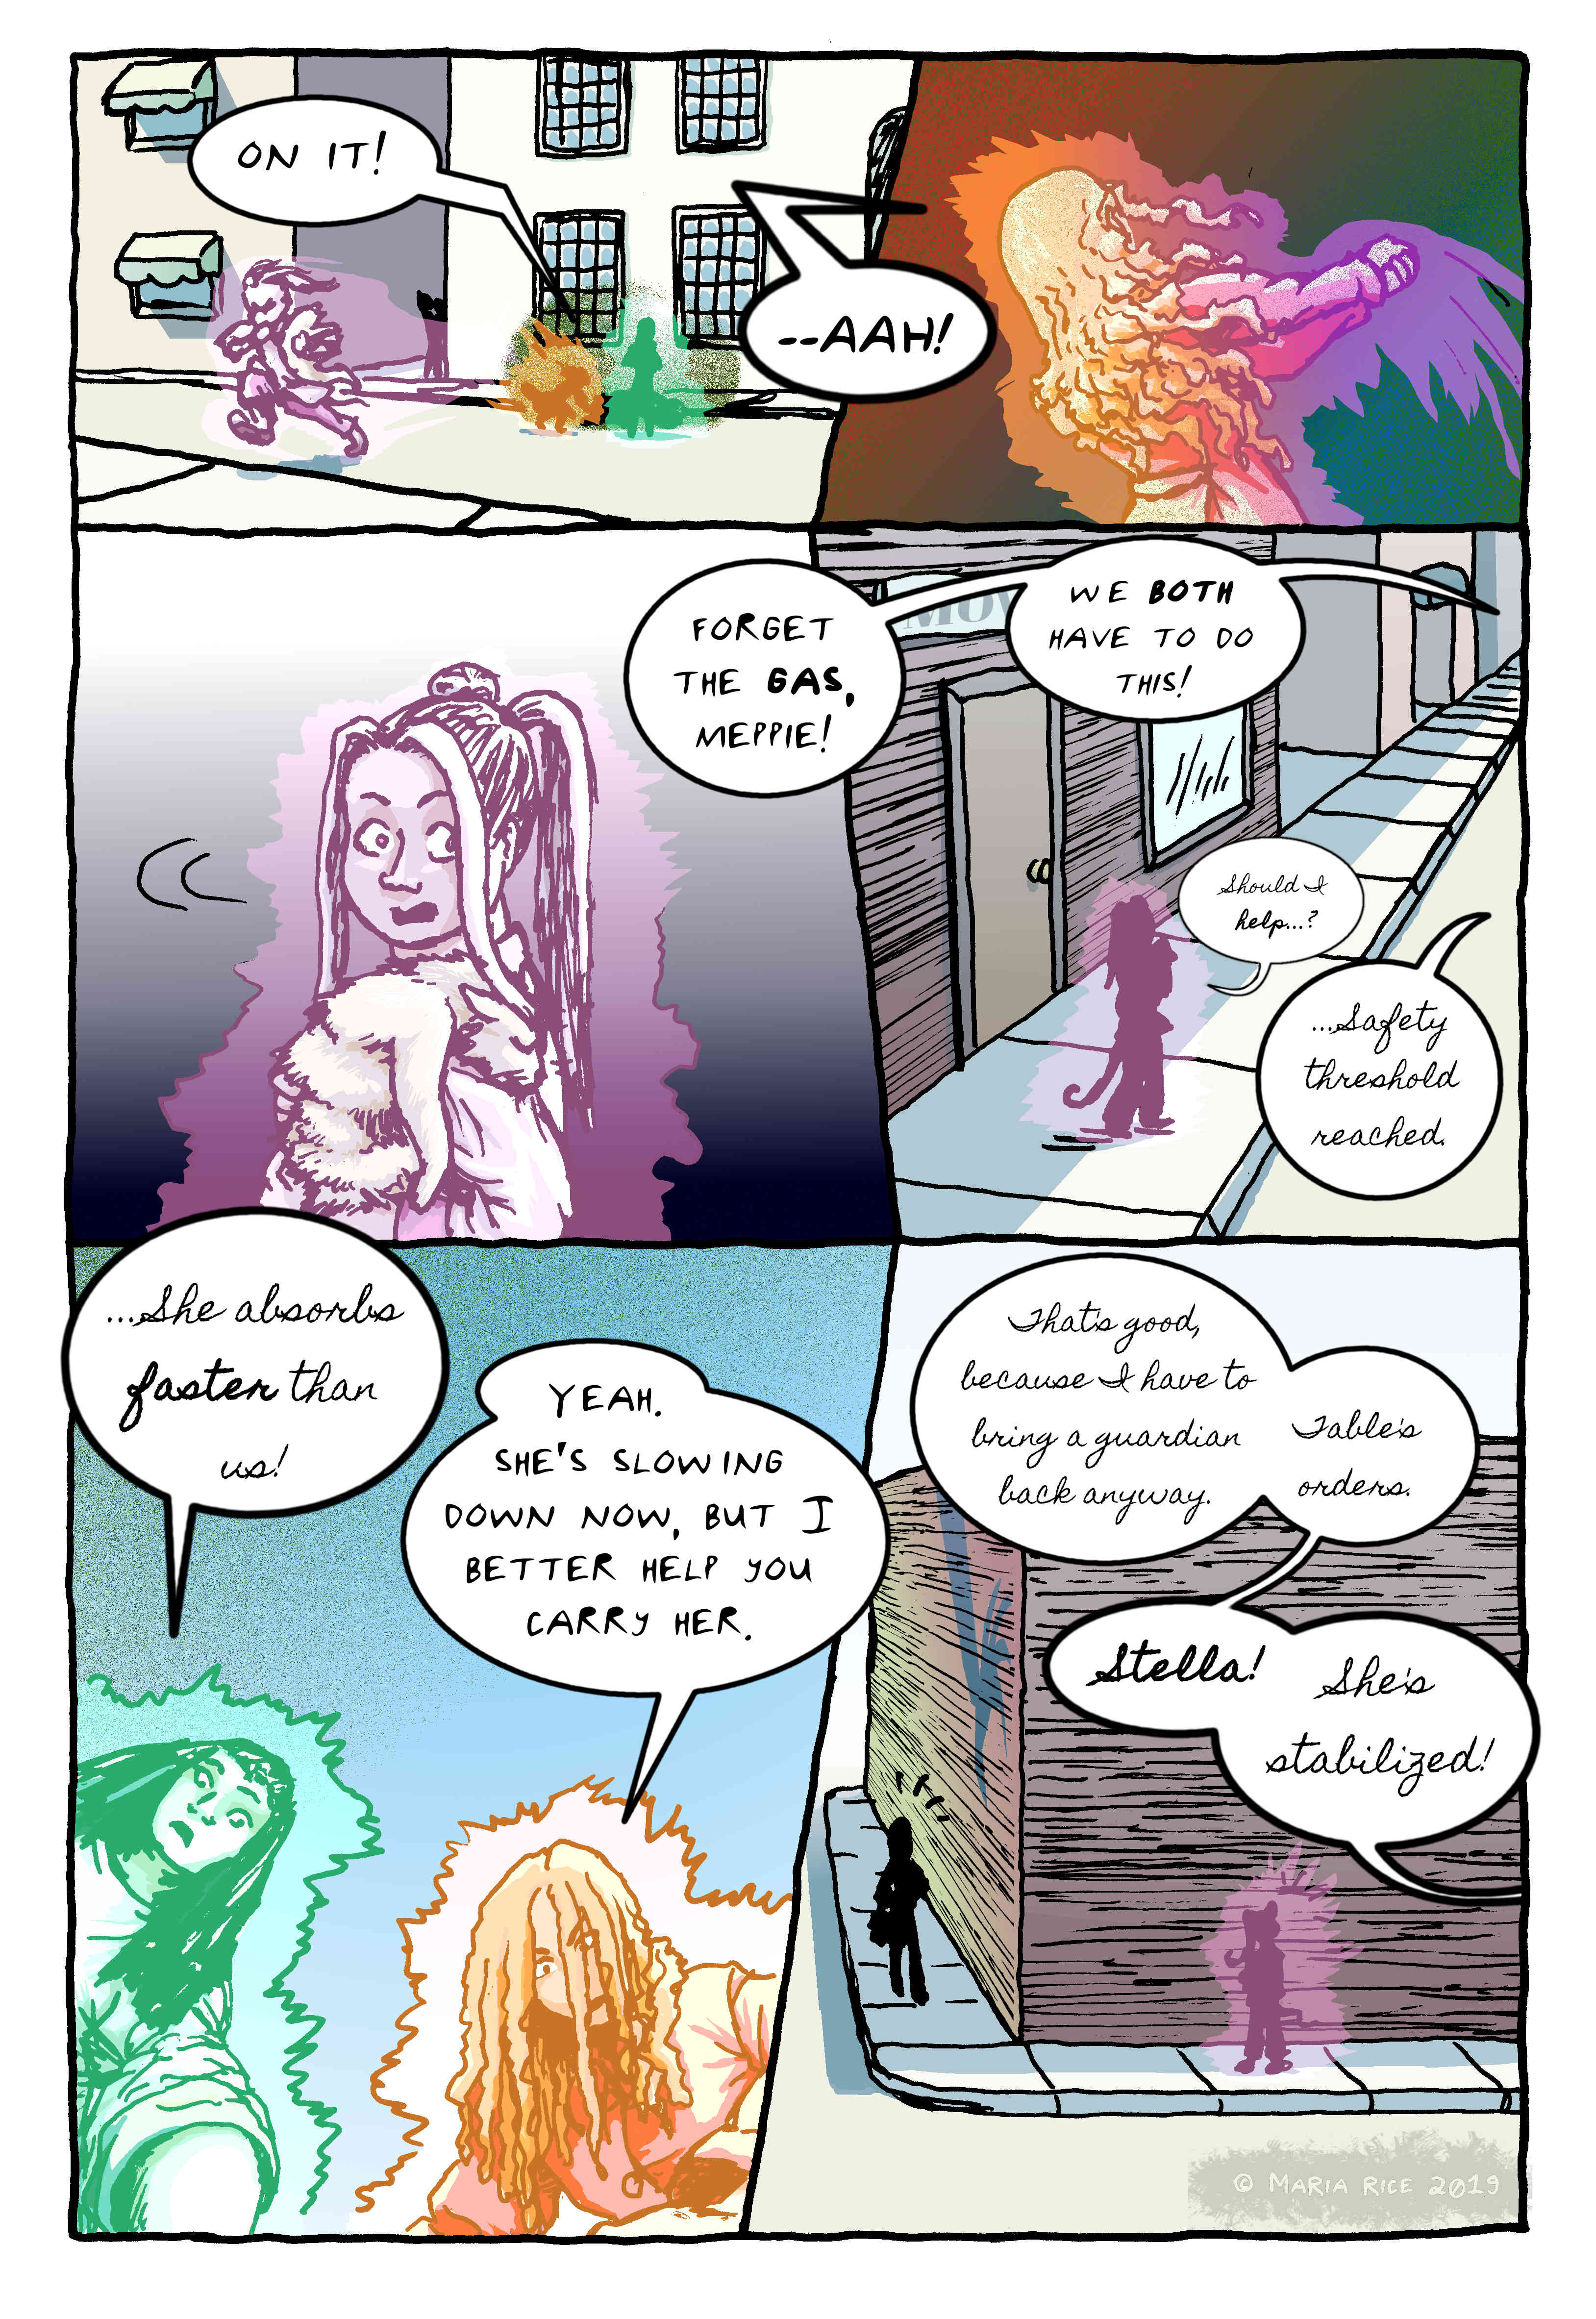 ON IT!
--AAH!
FORGET
THE GAS,
MEPPIE!
WE BOTH
HAVE TO DO
THIS!
MOV
Should I
help...?
...Safety
threshold
reached.
...She absorbs
faster than
us!
YEAH.
SHE'S SLOWING
DOWN NOW, BUT I
BETTER HELP YOU
CARRY HER.
That's good,
because I have to
bring a guardian
back anyway.
Table's
orders.
Stella!
She's
stabilized!
© MARIA RICE 2019